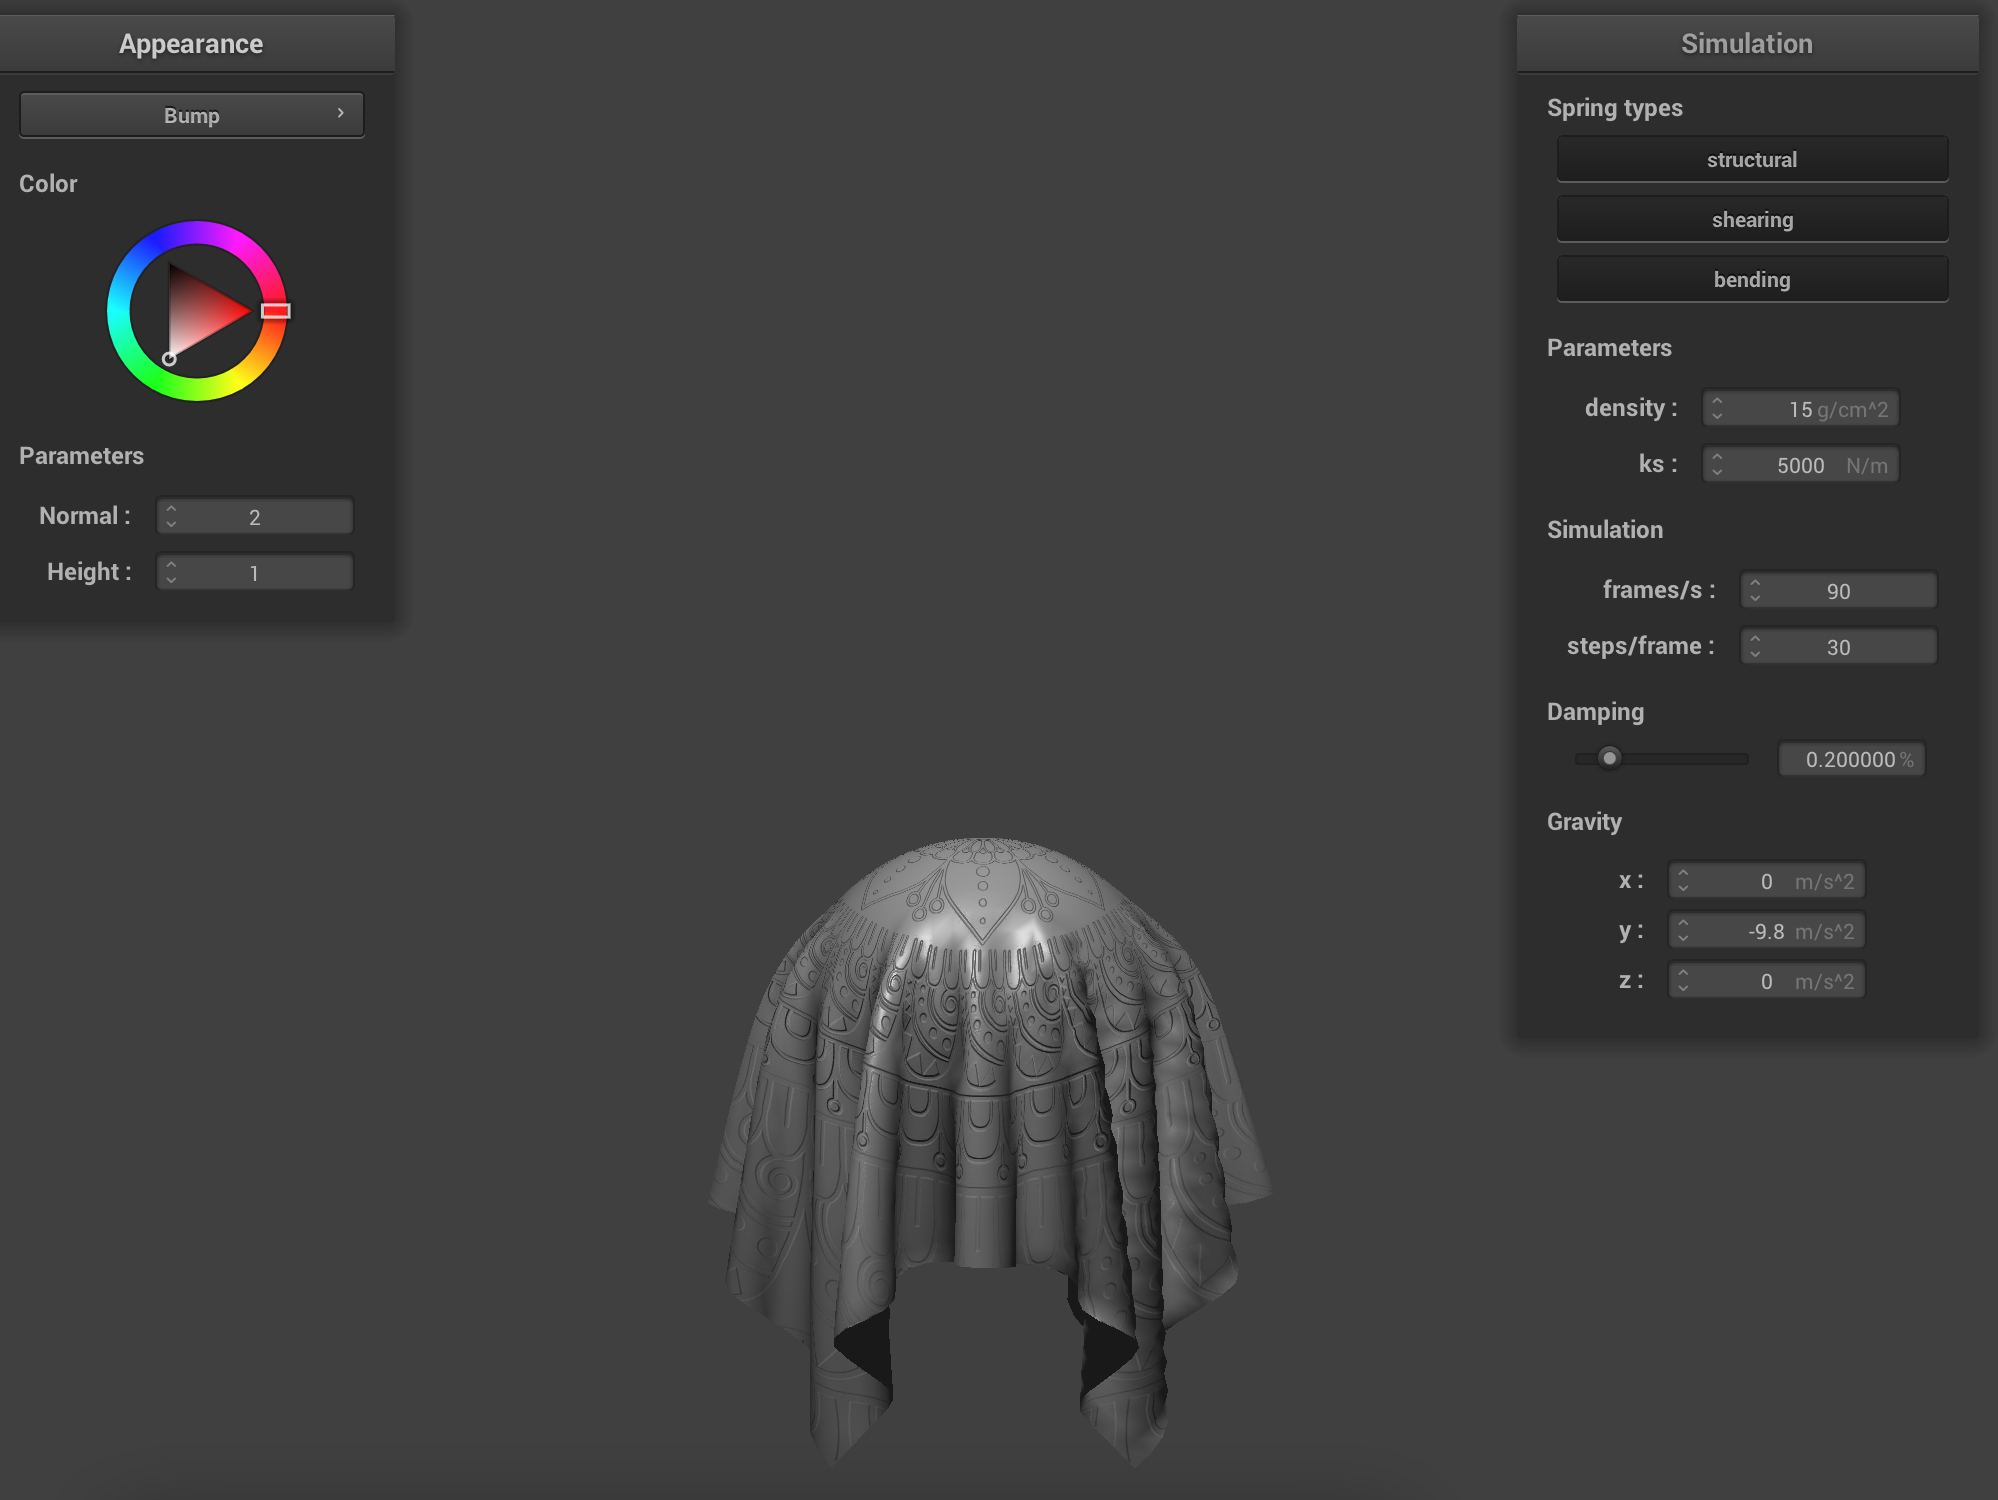 Appearance
Bump
Color
Parameters
Normal : 2
Height : 1
Simulation
Spring types
structural
shearing
bending
Parameters
density : 15 g/cm^2
ks : 5000 N/m
Simulation
frames/s : 90
steps/frame : 30
Damping
0.200000 %
Gravity
x : 0 m/s^2
y : -9.8 m/s^2
z : 0 m/s^2